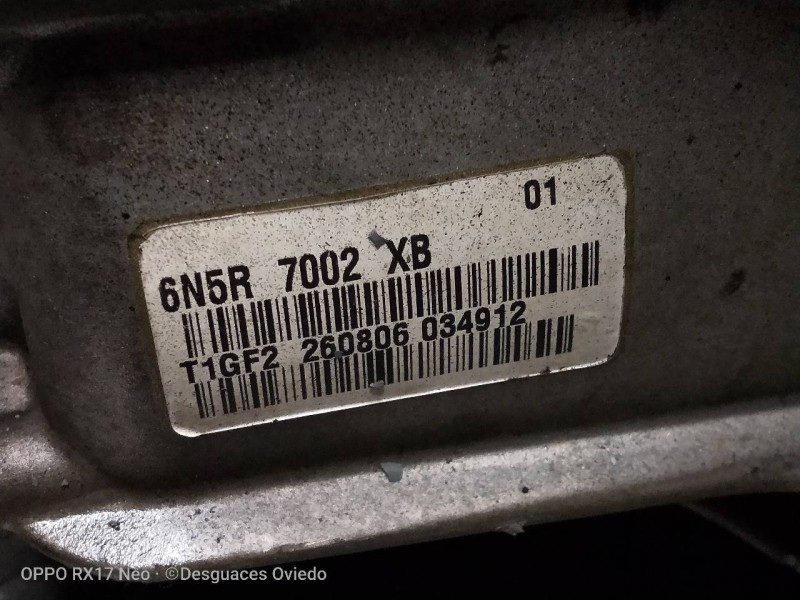 01
6N5R 7002 XB
T1GF2 260806 034912
OPPO RX17 Neo · ©Desguaces Oviedo